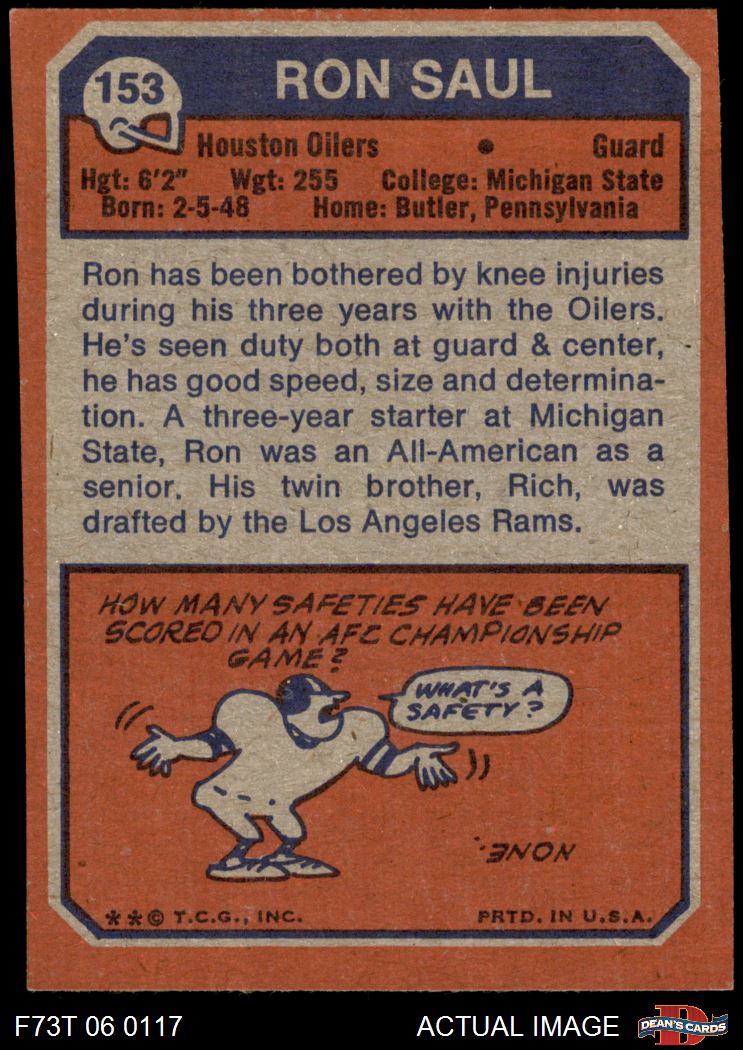 153
RON SAUL
Houston Oilers • Guard
Hgt: 6'2" Wgt: 255 College: Michigan State
Born: 2-5-48 Home: Butler, Pennsylvania
Ron has been bothered by knee injuries
during his three years with the Oilers.
He's seen duty both at guard & center,
he has good speed, size and determina-
tion. A three-year starter at Michigan
State, Ron was an All-American as a
senior. His twin brother, Rich, was
drafted by the Los Angeles Rams.
HOW MANY SAFETIES HAVE BEEN
SCORED IN AN AFC CHAMPIONSHIP
GAME?
WHAT'S A
SAFETY?
NONE.
**© T.C.G., INC. PRTD. IN U.S.A.
F73T 06 0117 ACTUAL IMAGE
D
DEAN'S CARDS